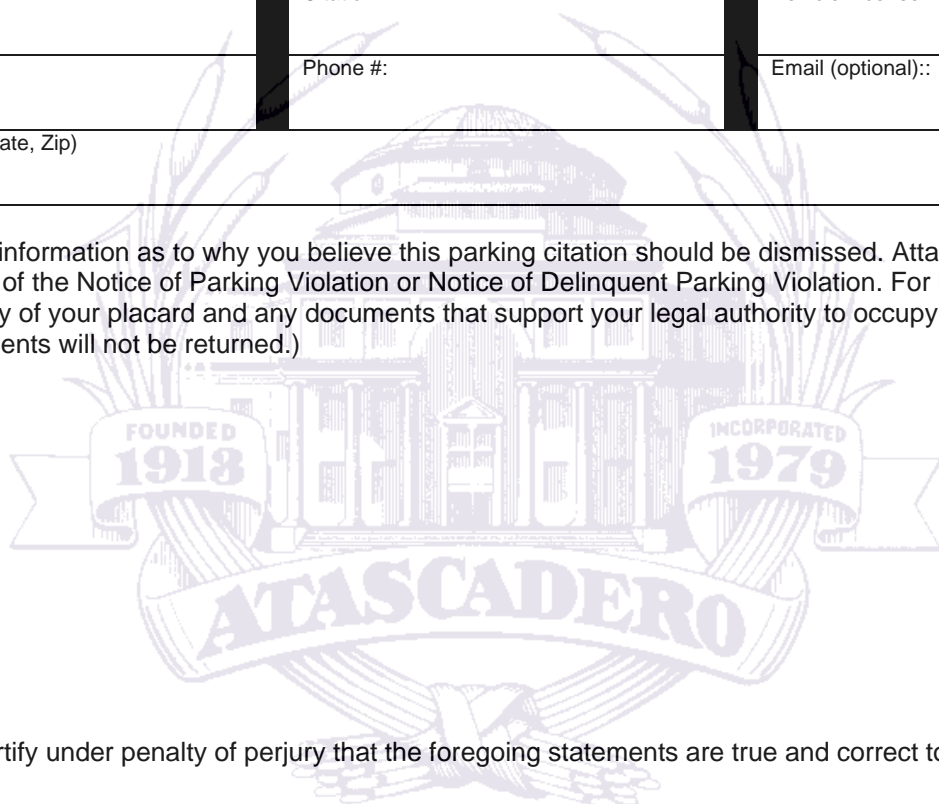 Phone #:
Email (optional)::
ate, Zip)
information as to why you believe this parking citation should be dismissed. Atta
of the Notice of Parking Violation or Notice of Delinquent Parking Violation. For
y of your placard and any documents that support your legal authority to occupy
ents will not be returned.)
FOUNDED
1913
INCORPORATED
1979
ATASCADERO
rtify under penalty of perjury that the foregoing statements are true and correct to